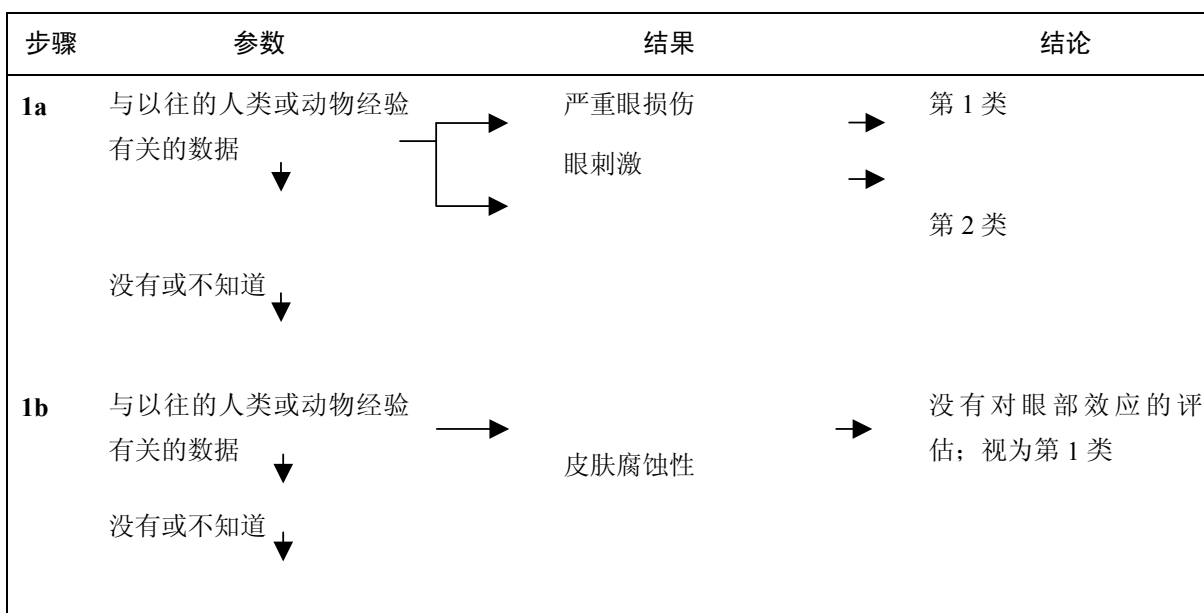 步骤 参数 结果 结论
1a 与以往的人类或动物经验 严重眼损伤 第 1 类
有关的数据
眼刺激
第 2 类
没有或不知道
1b 与以往的人类或动物经验 没有对眼部效应的评
有关的数据 估；视为第 1 类
皮肤腐蚀性
没有或不知道